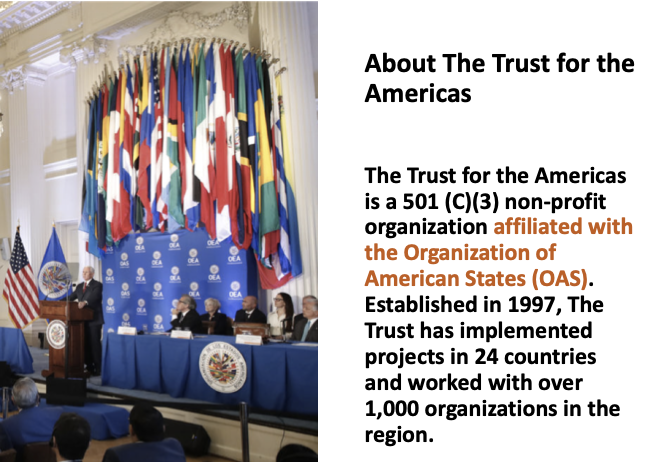 About The Trust for the
Americas
The Trust for the Americas
is a 501 (C)(3) non-profit
organization affiliated with
the Organization of
American States (OAS).
Established in 1997, The
Trust has implemented
projects in 24 countries
and worked with over
1,000 organizations in the
region.
OEA
OAS